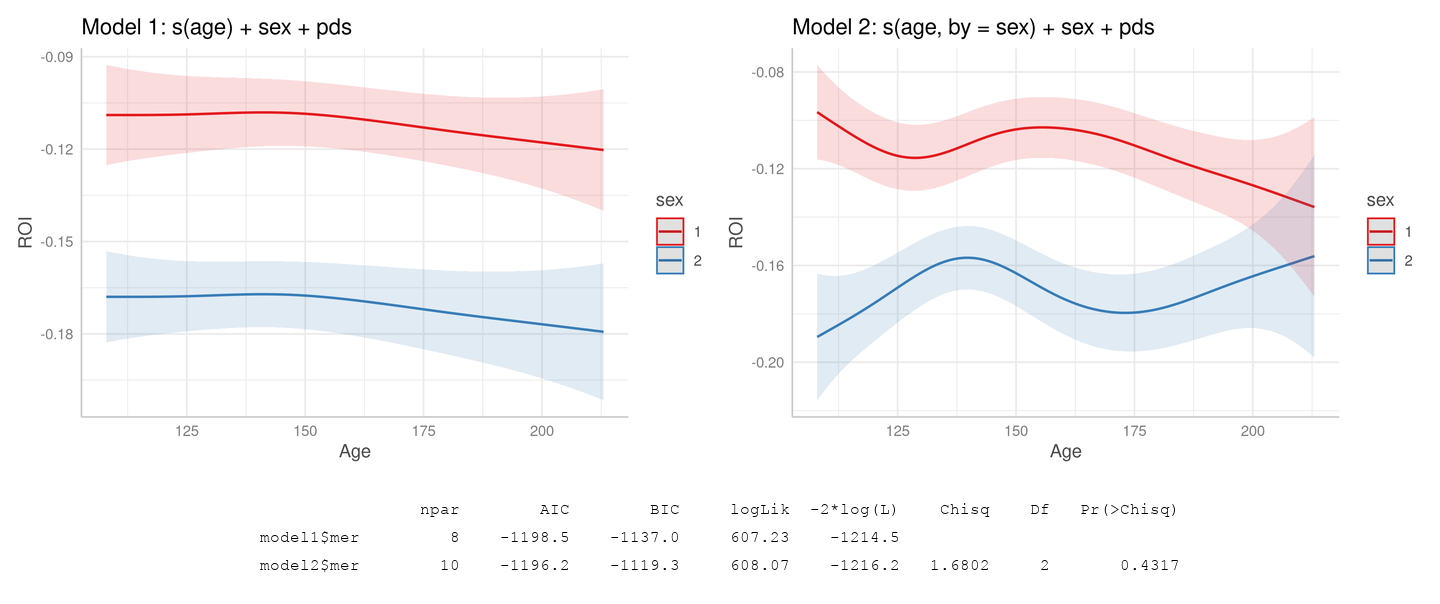 Model 1: s(age) + sex + pds
-0.09
-0.12
-0.15
-0.18
ROI
125
150
175
200
Age
sex
1
2
Model 2: s(age, by = sex) + sex + pds
-0.08
-0.12
-0.16
-0.20
ROI
125
150
175
200
Age
sex
1
2
npar AIC BIC logLik -2*log(L) Chisq Df Pr(>Chisq)
model1$mer 8 -1198.5 -1137.0 607.23 -1214.5
model2$mer 10 -1196.2 -1119.3 608.07 -1216.2 1.6802 2 0.4317